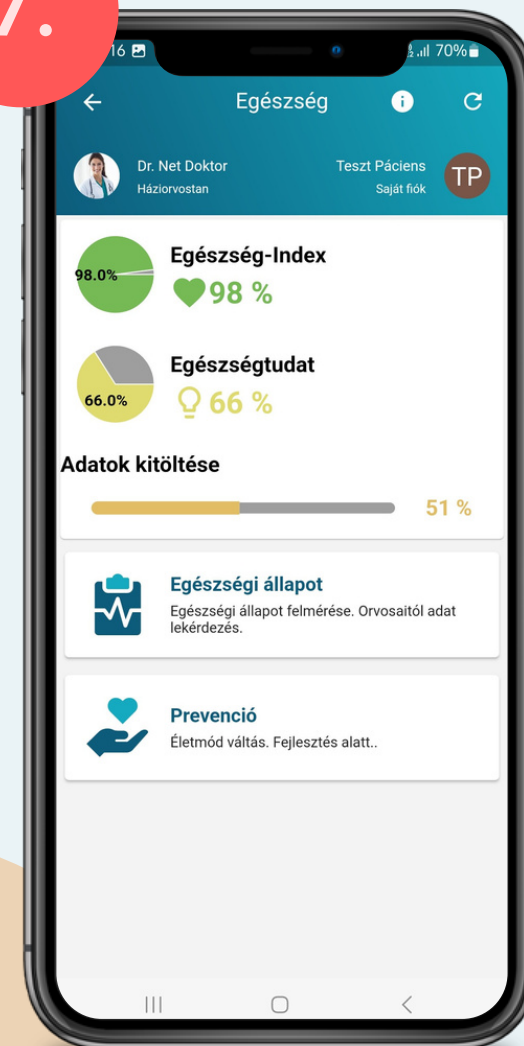 7.
16
70%
Egészség
Dr. Net Doktor
Háziorvostan
Teszt Páciens
Saját fiók
TP
98.0%
Egészség-Index
98 %
66.0%
Egészségtudat
66 %
Adatok kitöltése
51 %
Egészségi állapot
Egészségi állapot felmérése. Orvosaitól adat
lekérdezés.
Prevenció
Életmód váltás. Fejlesztés alatt..